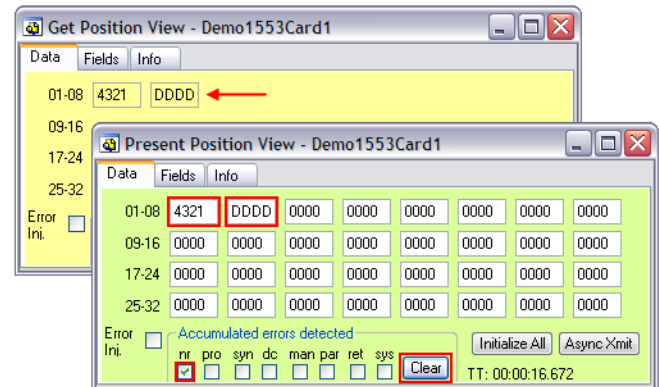 Get Position View - Demo1553Card1
Data Fields Info
01-08 4321 DDDD
09-16
17-24
25-32
Error
Inj.
Present Position View - Demo1553Card1
Data Fields Info
01-08 4321 DDDD 0000 0000 0000 0000 0000 0000
09-16 0000 0000 0000 0000 0000 0000 0000 0000
17-24 0000 0000 0000 0000 0000 0000 0000 0000
25-32 0000 0000 0000 0000 0000 0000 0000 0000
Error
Inj.
Accumulated errors detected
nr pro syn dc man par ret sys
Clear
Initialize All Async Xmit
TT: 00:00:16.672